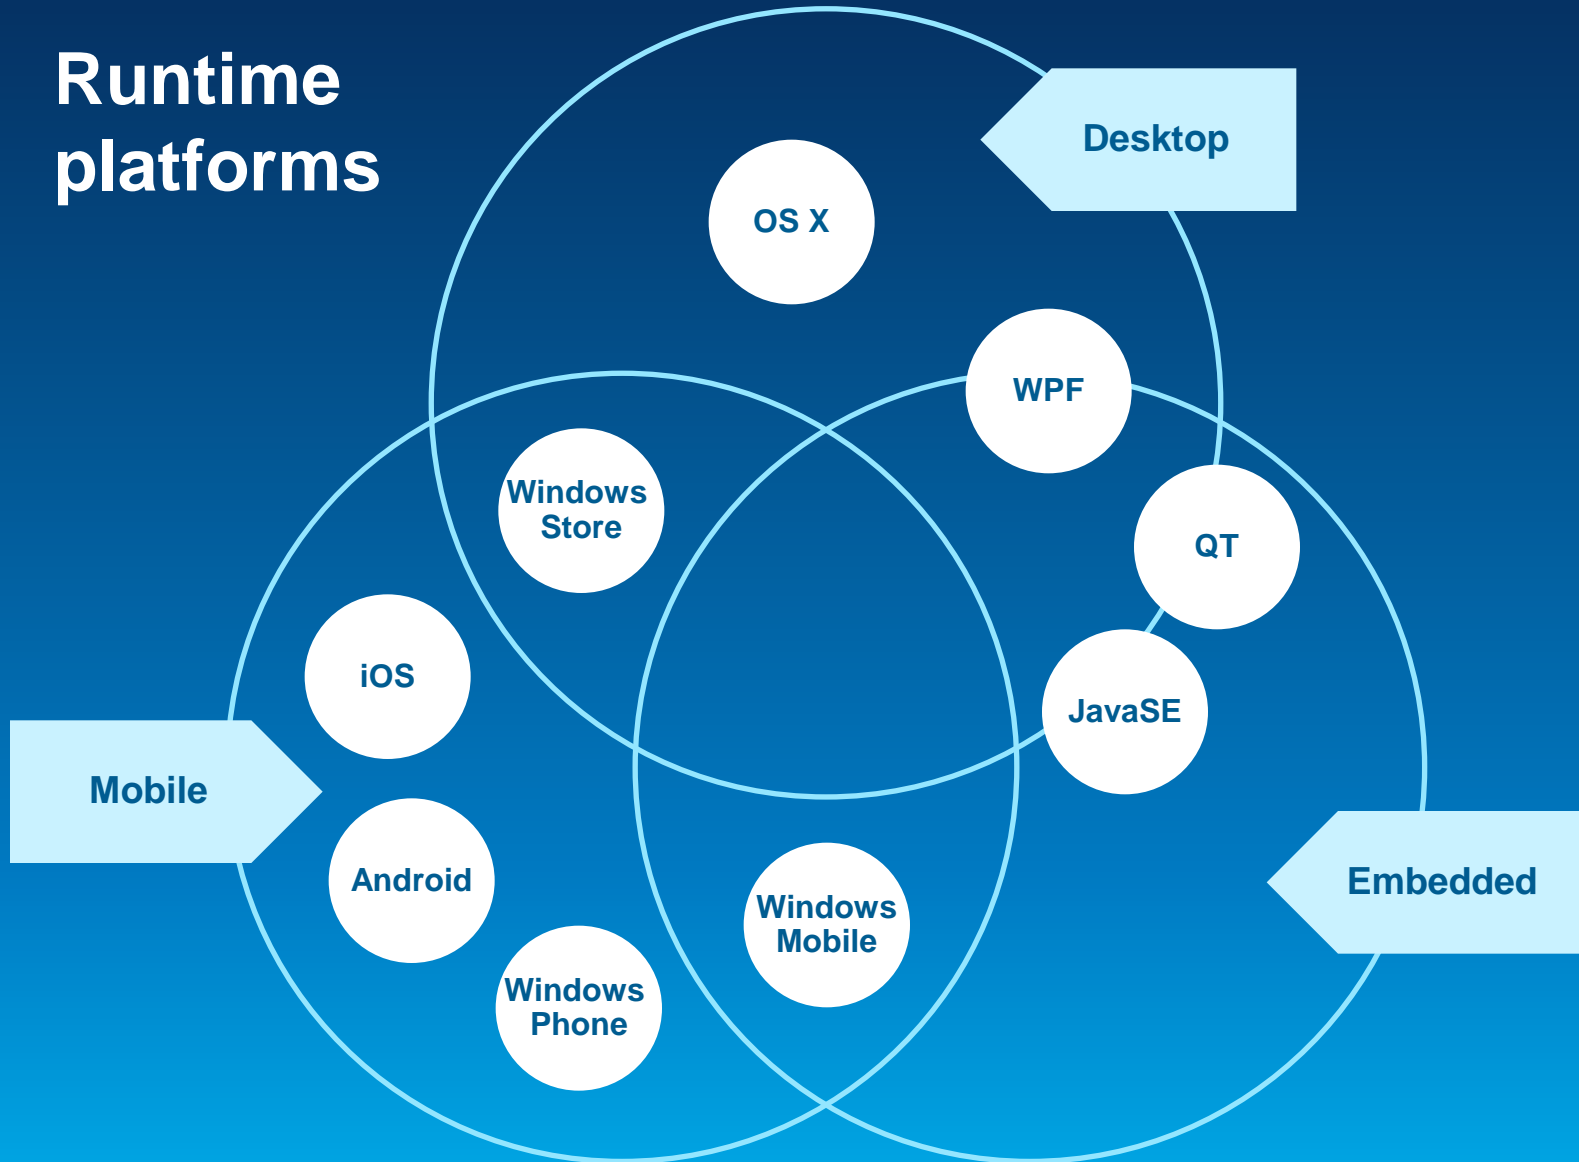 Runtime
platforms
Desktop
OS X
WPF
Windows
Store
QT
iOS
JavaSE
Mobile
Android
Windows
Mobile
Embedded
Windows
Phone